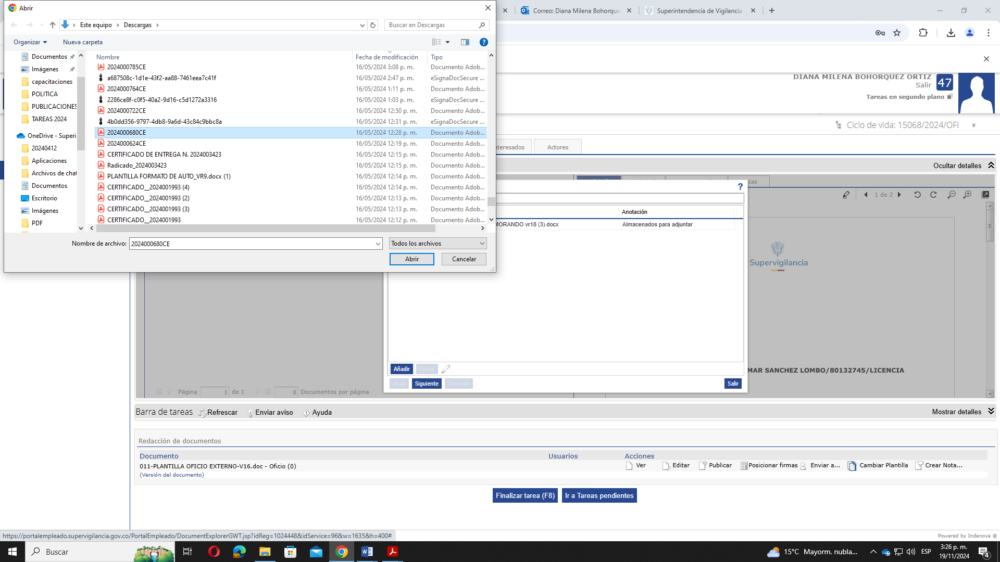 Abrir
Correo: Diana Milena Bohorque
Superintendencia de Vigilancia
Este equipo
Descargas
Buscar en Descargas
Organizar
Nueva carpeta
Documentos
Imágenes
capacitaciones
POLITICA
PUBLICACIONES
TAREAS 2024
OneDrive - Superi
20240412
Aplicaciones
Archivos de chat
Documentos
Escritorio
Imágenes
PDF
Nombre Fecha de modificación Tipo
2024000785CE 16/05/2024 3:08 p. m. Documento Adob...
a687508c-1d1e-43f2-aa88-7461eea7c41f 16/05/2024 2:47 p. m. eSignaDocSecure ...
2024000764CE 16/05/2024 1:11 p. m. Documento Adob...
2286ce8f-c0f5-40a2-9d16-c5d1272a3316 16/05/2024 1:03 p. m. eSignaDocSecure ...
2024000722CE 16/05/2024 12:50 p. m. Documento Adob...
4b0dd356-9797-4db8-9a6d-43c84c9bbc8a 16/05/2024 12:31 p. m. eSignaDocSecure ...
2024000680CE 16/05/2024 12:28 p. m. Documento Adob...
2024000624CE 16/05/2024 12:19 p. m. Documento Adob...
CERTIFICADO DE ENTREGA N. 2024003423 16/05/2024 12:15 p. m. Documento Adob...
Radicado_2024003423 16/05/2024 12:15 p. m. Documento Adob...
PLANTILLA FORMATO DE AUTO_VR9.docx (1) 16/05/2024 12:14 p. m. Documento Adob...
CERTIFICADO__2024001993 (4) 16/05/2024 12:14 p. m. Documento Adob...
CERTIFICADO__2024001993 (2) 16/05/2024 12:13 p. m. Documento Adob...
CERTIFICADO__2024001993 (3) 16/05/2024 12:13 p. m. Documento Adob...
CERTIFICADO__2024001993 16/05/2024 12:12 p. m. Documento Adob...
Nombre de archivo: 2024000680CE
Todos los archivos
Abrir Cancelar
DIANA MILENA BOHORQUEZ ORTIZ
Salir
47
Tareas en segundo plano
Ciclo de vida: 15068/2024/OFI
teresados
Actores
Ocultar detalles
tas
1 de 2
?
Anotación
MORANDO vr18 (3).docx Almacenados para adjuntar
Supervigilancia
MAR SANCHEZ LOMBO/80132745/LICENCIA
Añadir Quitar
Atrás Siguiente Terminar Salir
Página 1 de 1 8 Documentos por página
Barra de tareas Refrescar Enviar aviso Ayuda Mostrar detalles
Redacción de documentos
Documento Usuarios Acciones
011-PLANTILLA OFICIO EXTERNO-V16.doc - Oficio (0) Ver Editar Publicar Posicionar firmas Enviar a... Cambiar Plantilla Crear Nota...
(Versión del documento)
Finalizar tarea (F8) Ir a Tareas pendientes
https://portalempleado.supervigilancia.gov.co/PortalEmpleado/DocumentExplorerGWT.jsp?idReg=1024448&idService=96&w=1635&h=400#
Powered by Indenova ®
Buscar
15°C Mayorm. nubla...
ESP
3:26 p. m.
19/11/2024
4